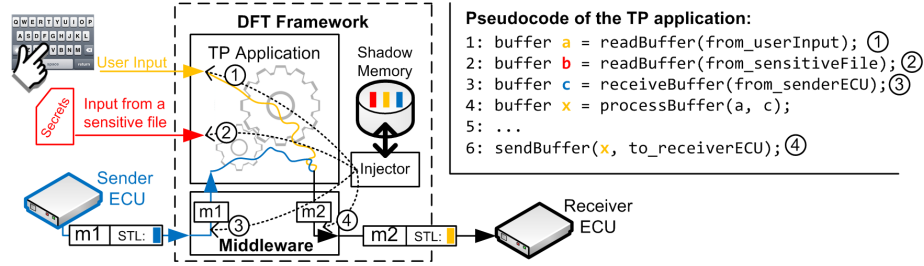 DFT Framework
Q W E R T Y U I O P
A S D F G H J K L
Z X C V B N M
space
return
User Input
TP Application
1
Shadow
Memory
Secrets
Input from a
sensitive file
2
Injector
Sender
ECU
m1
m2
3
4
m1 STL:
Middleware
m2 STL:
Receiver
ECU
Pseudocode of the TP application:
1: buffer a = readBuffer(from_userInput); 1
2: buffer b = readBuffer(from_sensitiveFile); 2
3: buffer c = receiveBuffer(from_senderECU); 3
4: buffer x = processBuffer(a, c);
5: ...
6: sendBuffer(x, to_receiverECU); 4